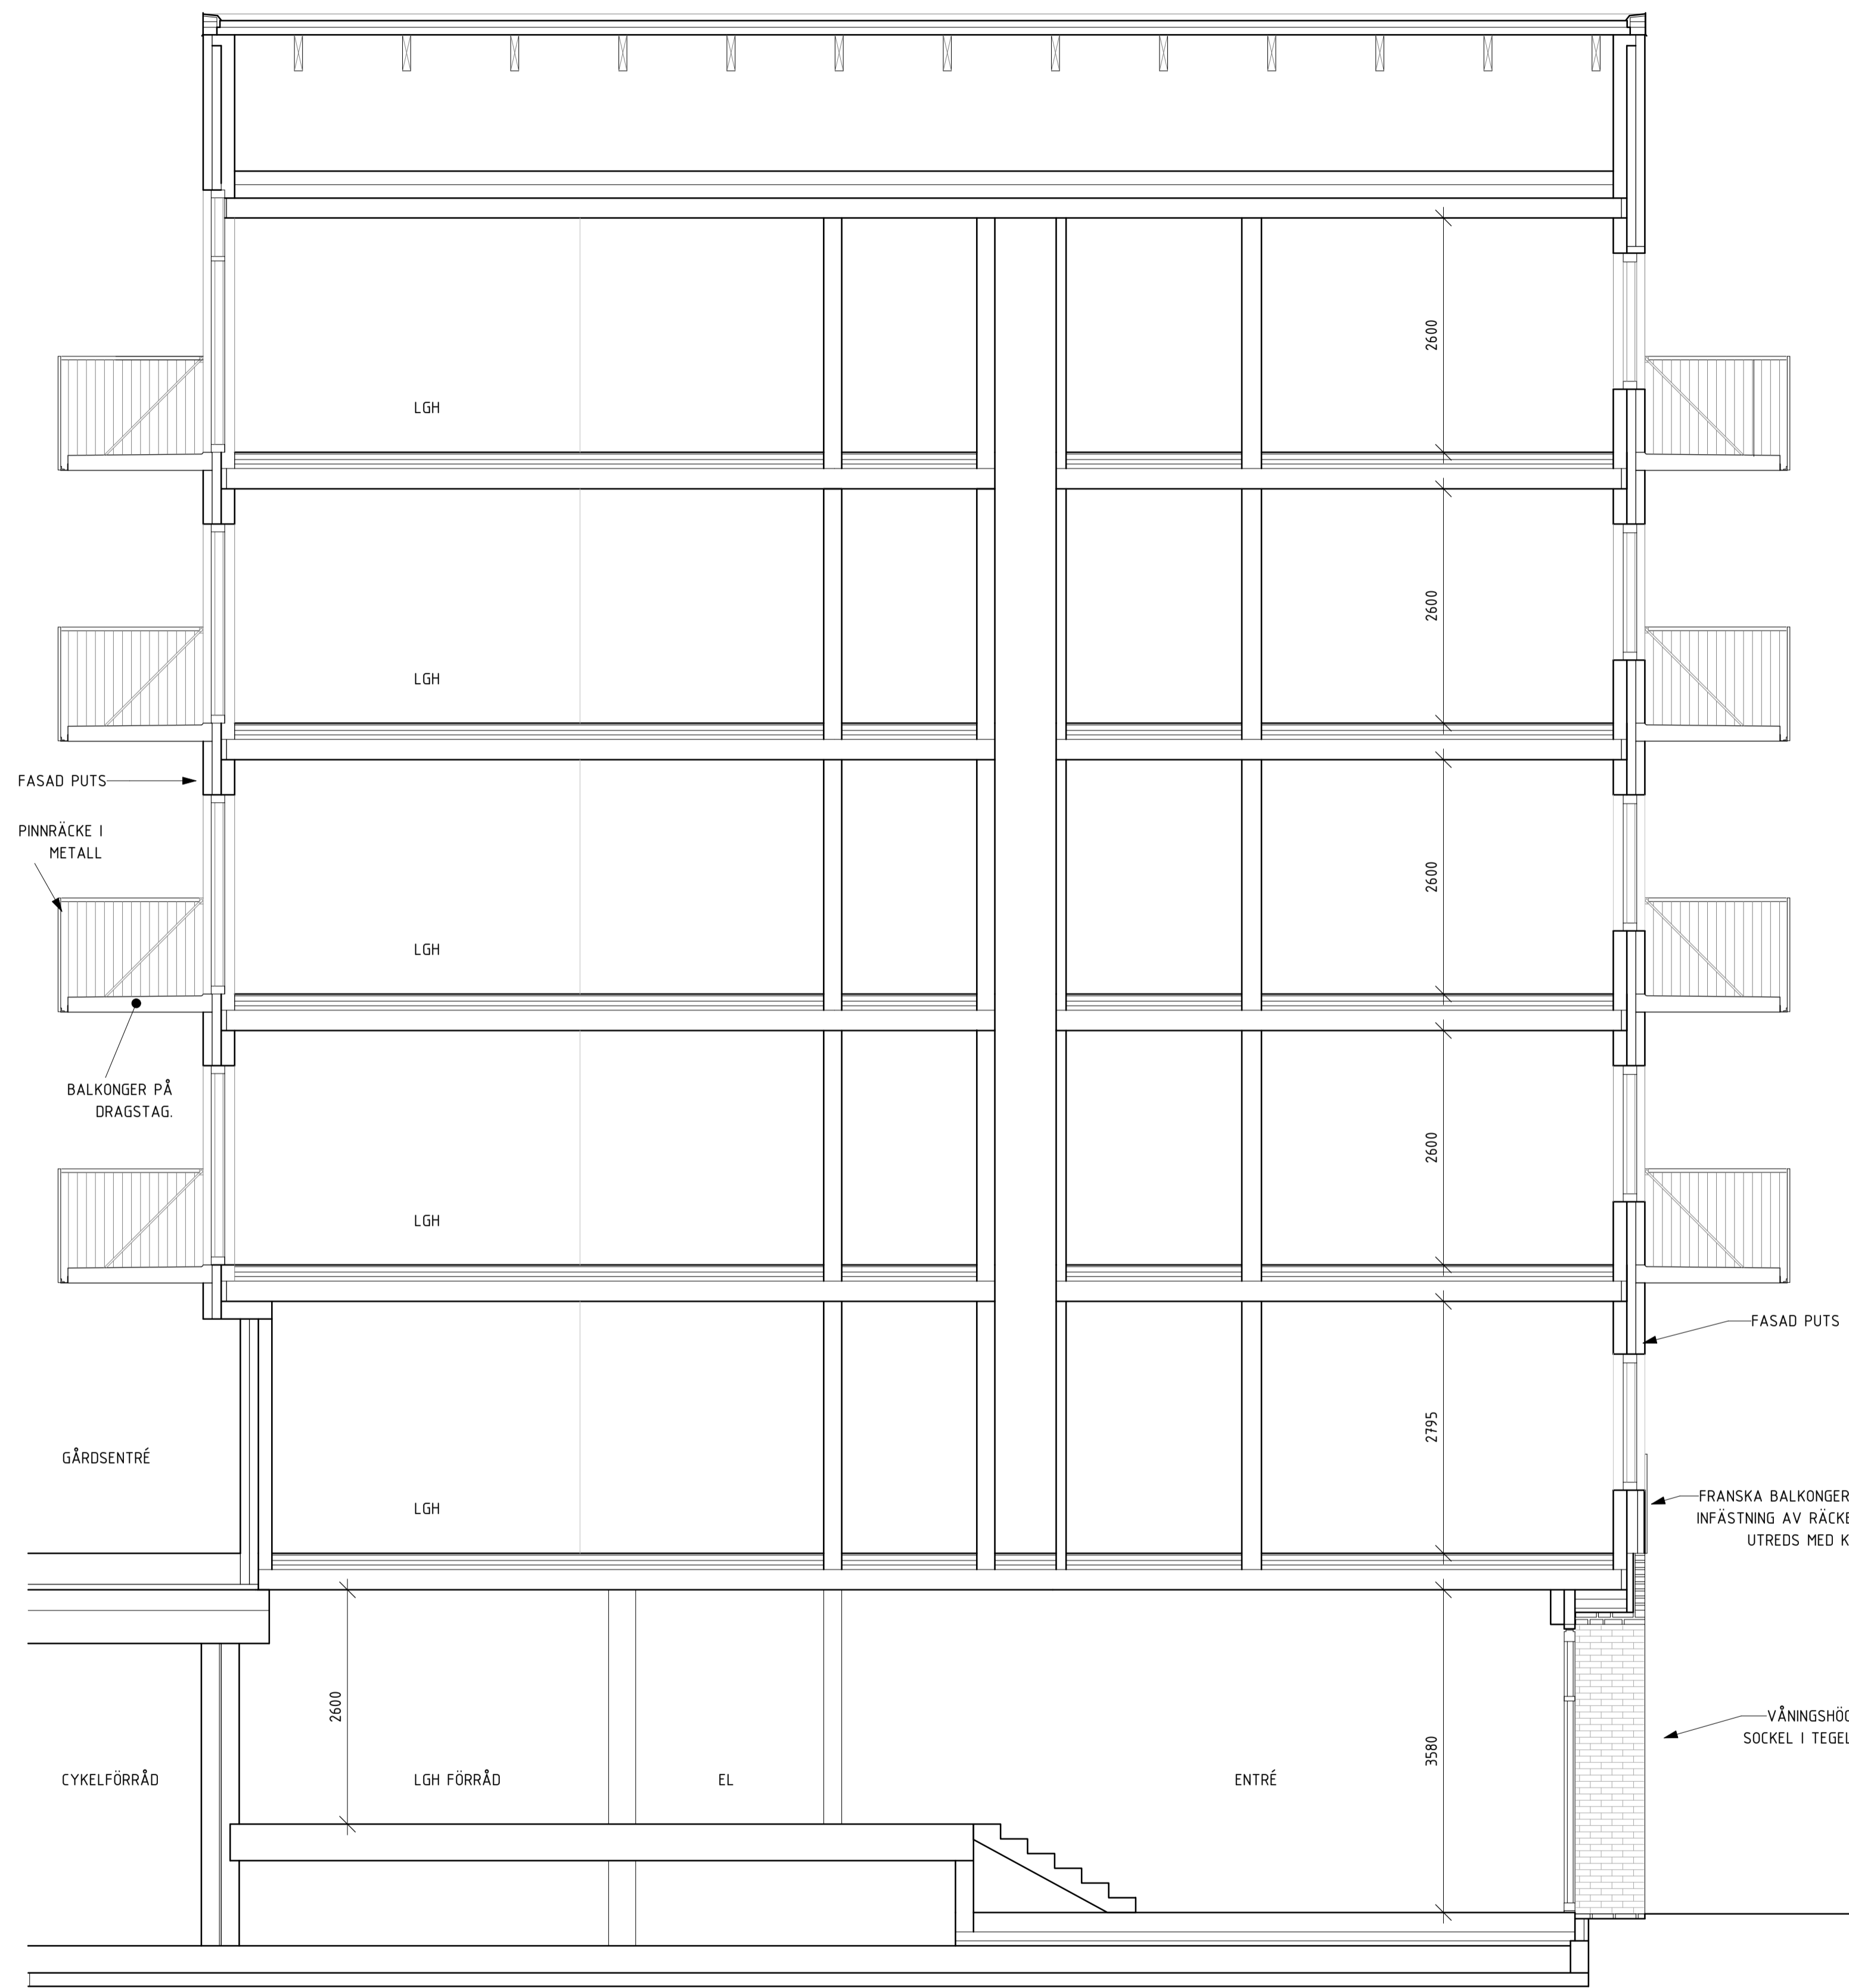 2600
LGH
2600
LGH
FASAD PUTS
PINNRÄCKE I
METALL
2600
LGH
BALKONGER PÅ
DRAGSTAG.
2600
LGH
FASAD PUTS
2795
GÅRDSENTRÉ
LGH
FRANSKA BALKONGER
INFÄSTNING AV RÄCKE
UTREDS MED K
2600
3580
VÅNINGSHÖG
SOCKEL I TEGEL
CYKELFÖRRÅD
LGH FÖRRÅD
EL
ENTRÉ